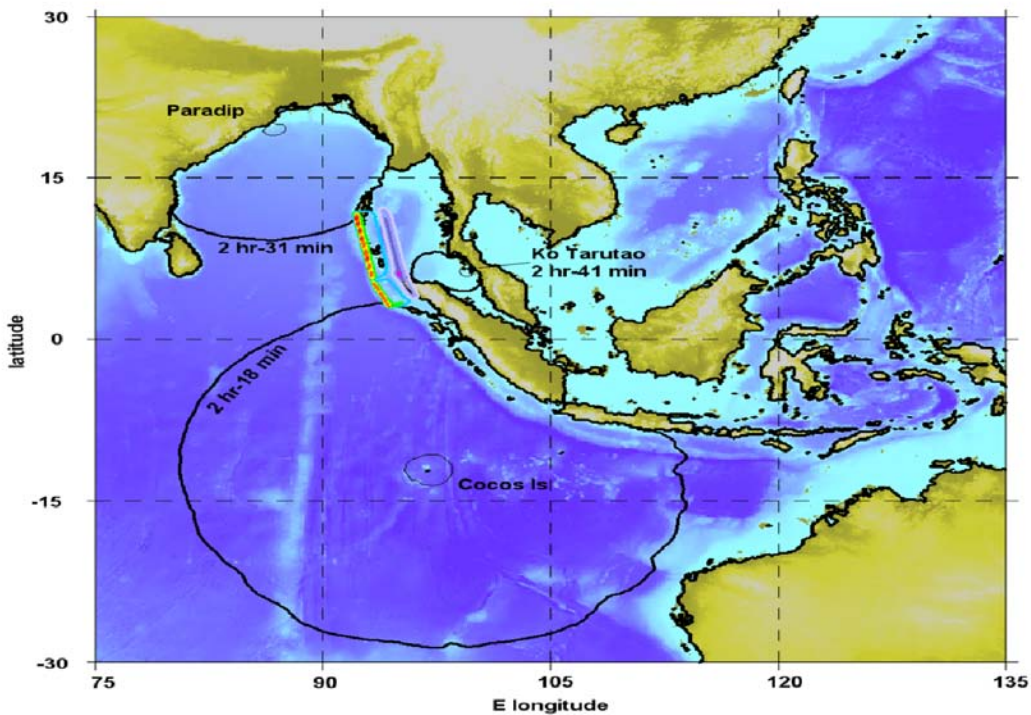 30
Paradip
15
2 hr-31 min
Ko Tarutao
2 hr-41 min
latitude
0
2 hr-18 min
Cocos Is
-15
-30
75
90
105
120
135
E longitude